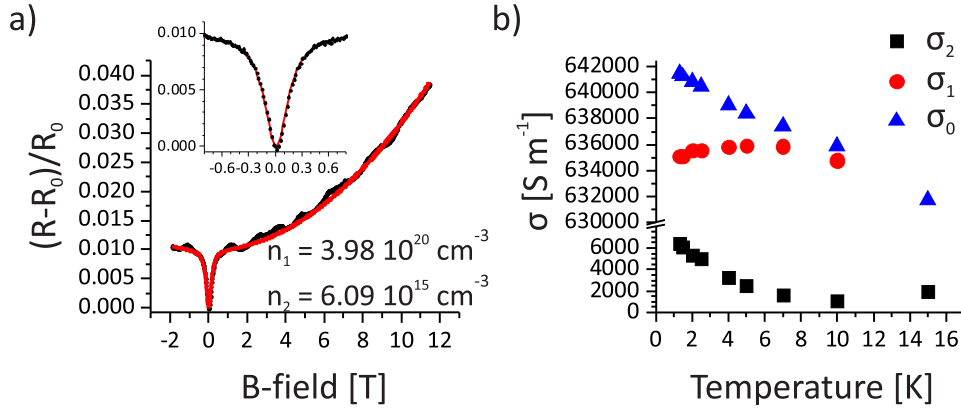 a)
(R-R₀)/R₀
0.040
0.035
0.030
0.025
0.020
0.015
0.010
0.005
0.000
-2 0 2 4 6 8 10 12
B-field [T]
0.010
0.005
0.000
-0.6 -0.3 0.0 0.3 0.6
n₁ = 3.98 10²⁰ cm⁻³
n₂ = 6.09 10¹⁵ cm⁻³
b)
σ [S m⁻¹]
642000
640000
638000
636000
634000
632000
630000
6000
4000
2000
0
0 2 4 6 8 10 12 14 16
Temperature [K]
σ₂
σ₁
σ₀